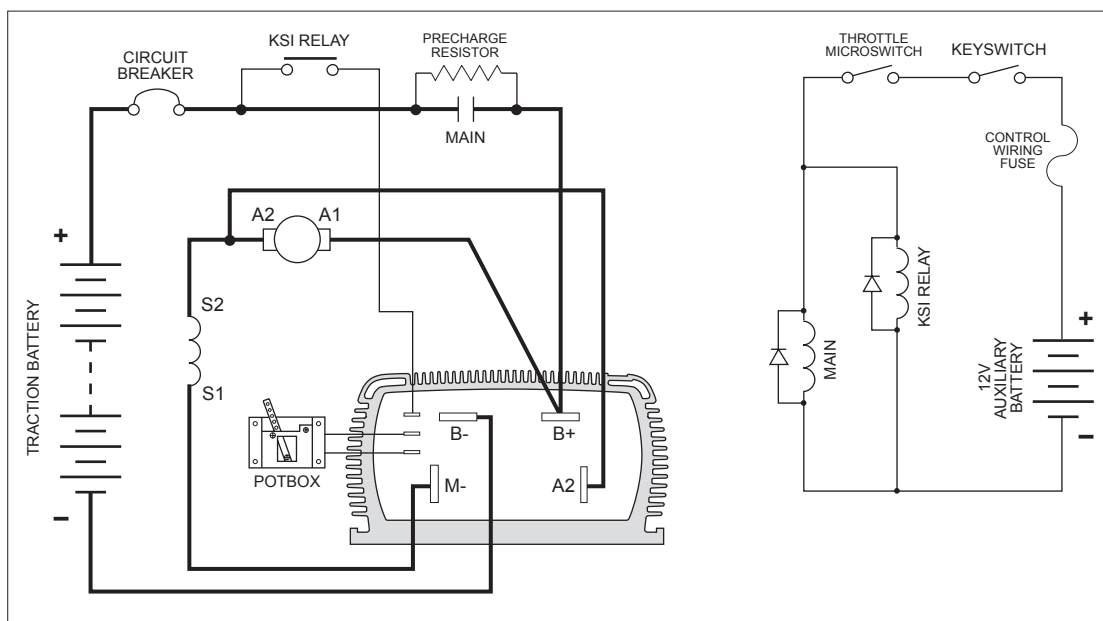 CIRCUIT
BREAKER
KSI RELAY
PRECHARGE
RESISTOR
MAIN
A2
A1
+
TRACTION BATTERY
–
S2
S1
POTBOX
B-
B+
M-
A2
THROTTLE
MICROSWITCH
KEYSWITCH
CONTROL
WIRING
FUSE
KSI RELAY
MAIN
+
12V
AUXILIARY
BATTERY
–